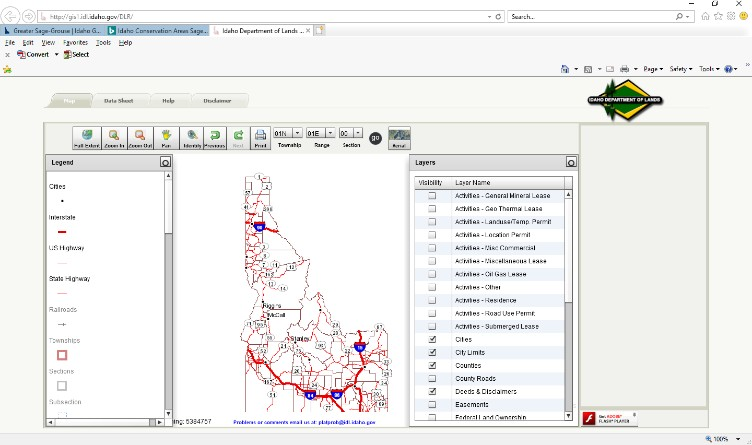 http://gis1.idl.idaho.gov/DLR/
Search...
Greater Sage-Grouse | Idaho G...
Idaho Conservation Areas Sage...
Idaho Department of Lands ...
File Edit View Favorites Tools Help
Convert Select
Page Safety Tools
Map Data Sheet Help Disclaimer
IDAHO DEPARTMENT OF LANDS
Full Extent Zoom In Zoom Out Pan Identify Previous Next Print
01N 01E 00 go
Township Range Section Aerial
Legend
Cities
Interstate
US Highway
State Highway
Railroads
Townships
Sections
Subsection
Riggins
McCall
Stanley
Layers
Visibility Layer Name
Activities - General Mineral Lease
Activities - Geo Thermal Lease
Activities - Landuse/Temp. Permit
Activities - Location Permit
Activities - Misc Commercial
Activities - Miscellaneous Lease
Activities - Oil Gas Lease
Activities - Other
Activities - Residence
Activities - Road Use Permit
Activities - Submerged Lease
Cities
City Limits
Counties
County Roads
Deeds & Disclaimers
Easements
Federal Land Ownership
ing: 5384757
Problems or comments email us at: platprob@idl.idaho.gov
Get ADOBE
FLASH PLAYER
100%